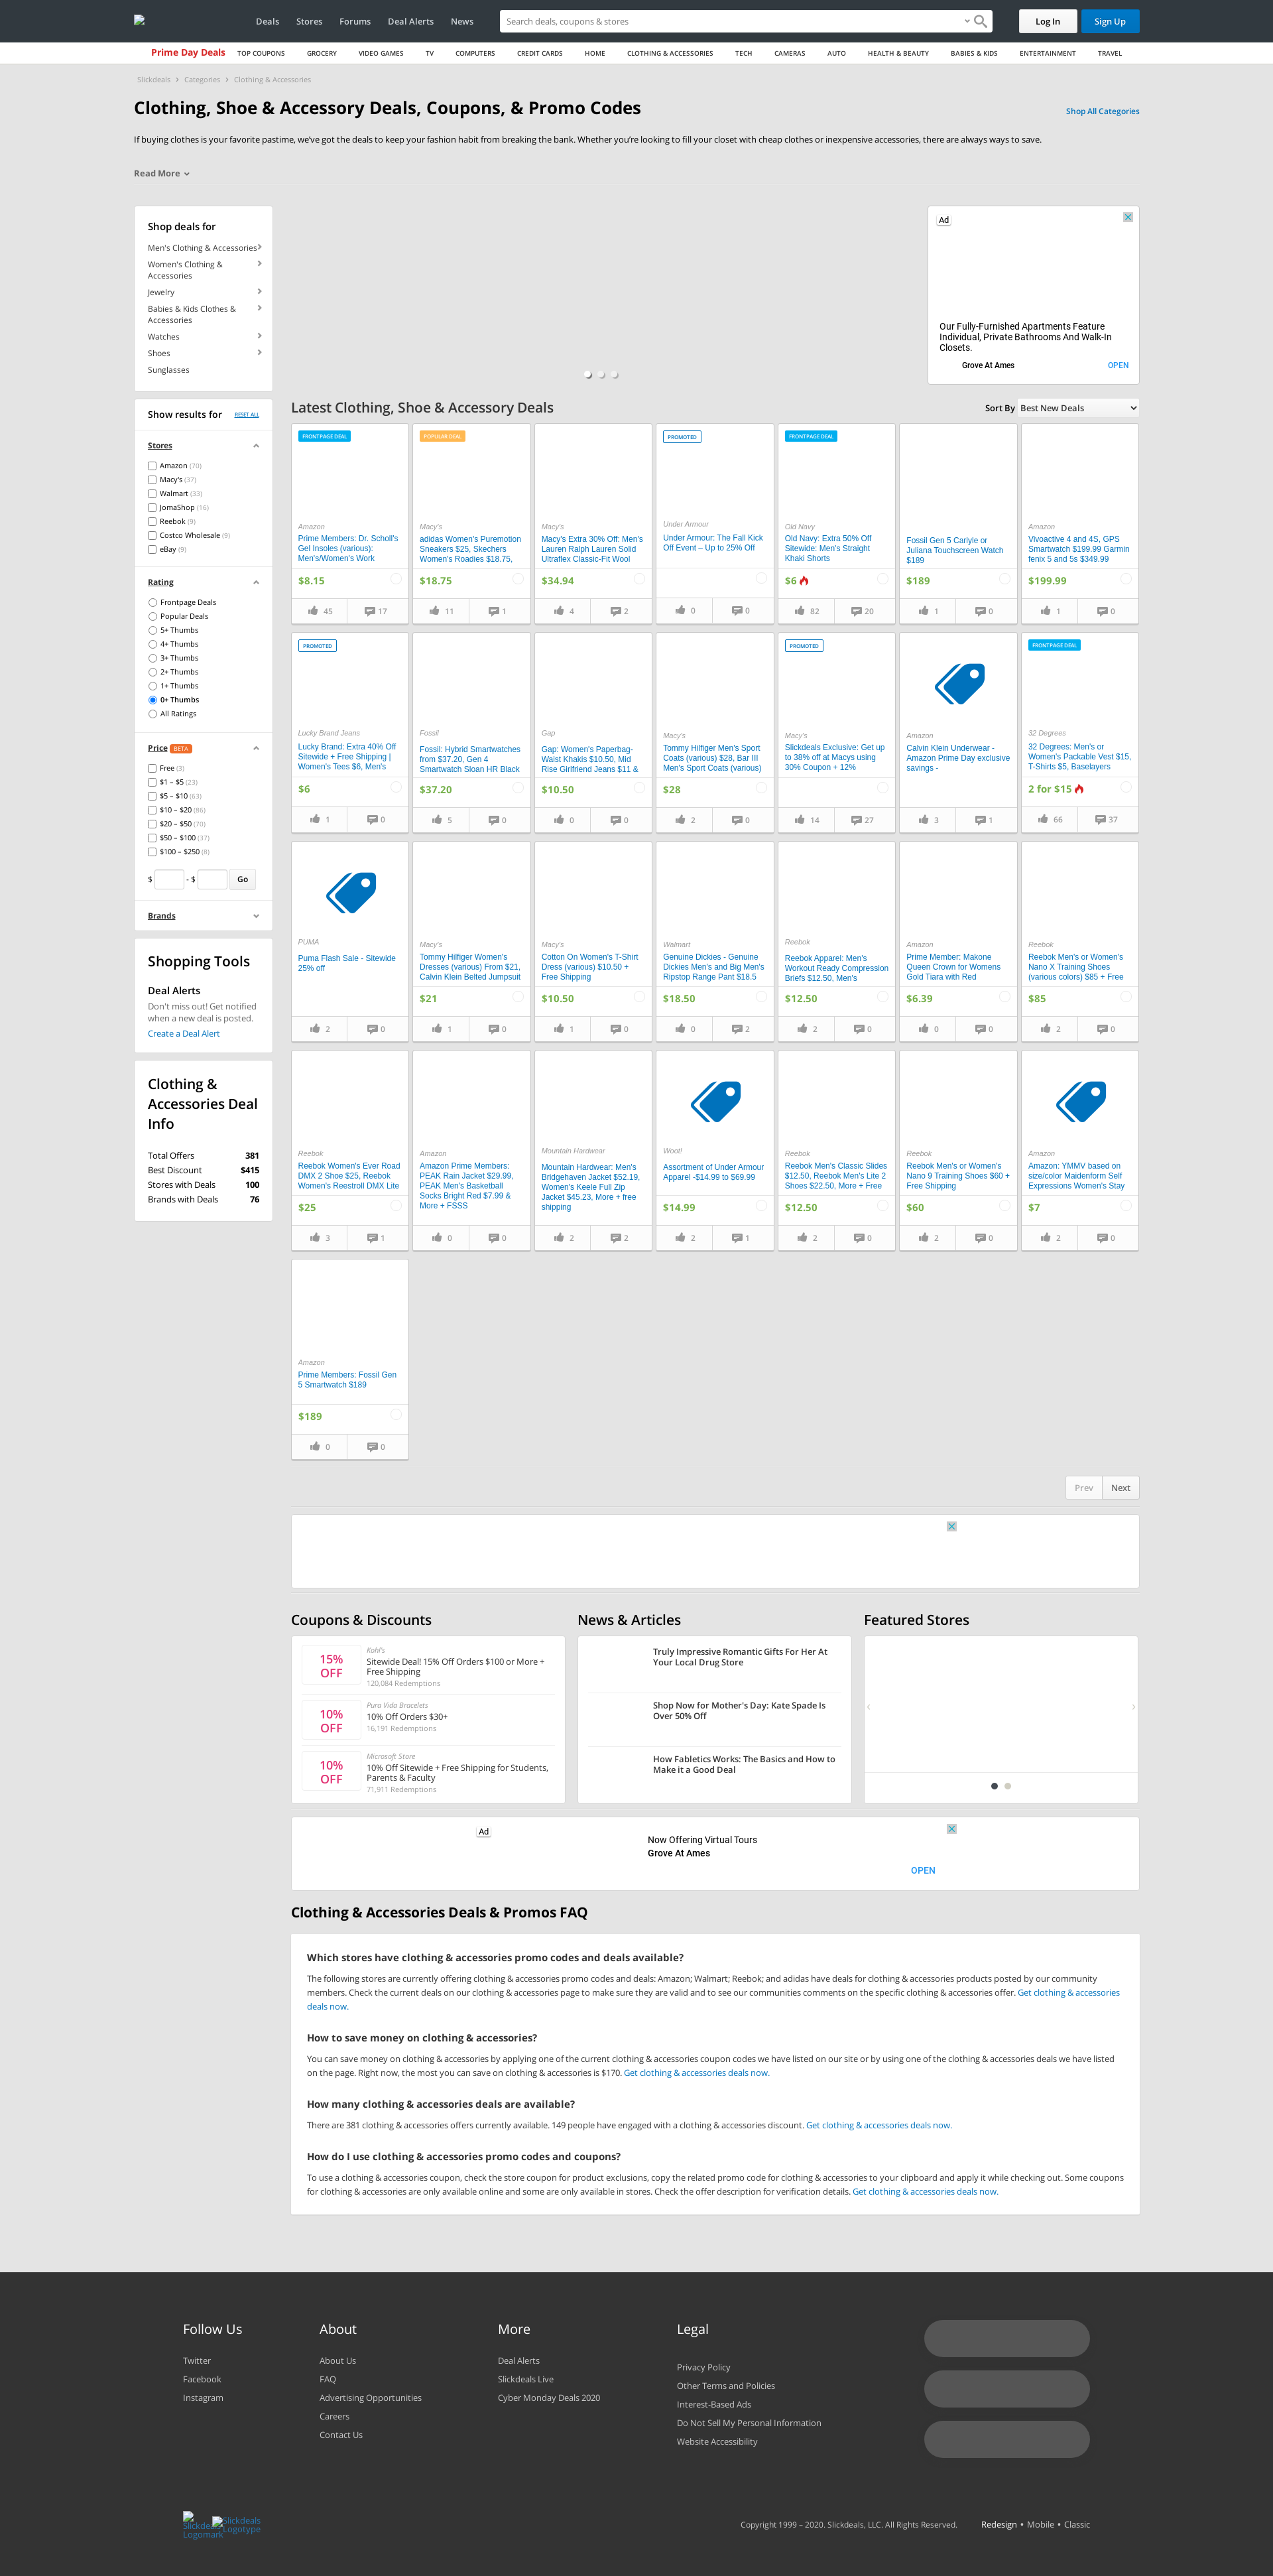 Deals Stores Forums Deal Alerts News
Search deals, coupons & stores
Log In Sign Up
Prime Day Deals TOP COUPONS GROCERY VIDEO GAMES TV COMPUTERS CREDIT CARDS HOME CLOTHING & ACCESSORIES TECH CAMERAS AUTO HEALTH & BEAUTY BABIES & KIDS ENTERTAINMENT TRAVEL
Slickdeals > Categories > Clothing & Accessories
Clothing, Shoe & Accessory Deals, Coupons, & Promo Codes
Shop All Categories
If buying clothes is your favorite pastime, we've got the deals to keep your fashion habit from breaking the bank. Whether you're looking to fill your closet with cheap clothes or inexpensive accessories, there are always ways to save.
Read More
Shop deals for
Men's Clothing & Accessories
Women's Clothing &
Accessories
Jewelry
Babies & Kids Clothes &
Accessories
Watches
Shoes
Sunglasses
Ad
Our Fully-Furnished Apartments Feature
Individual, Private Bathrooms And Walk-In
Closets.
Grove At Ames OPEN
Show results for RESET ALL
Stores
Amazon (70)
Macy's (37)
Walmart (33)
JomaShop (16)
Reebok (9)
Costco Wholesale (9)
eBay (9)
Rating
Frontpage Deals
Popular Deals
5+ Thumbs
4+ Thumbs
3+ Thumbs
2+ Thumbs
1+ Thumbs
0+ Thumbs
All Ratings
Price BETA
Free (3)
$1 – $5 (23)
$5 – $10 (63)
$10 – $20 (86)
$20 – $50 (70)
$50 – $100 (37)
$100 – $250 (8)
$ - $ Go
Brands
Shopping Tools
Deal Alerts
Don't miss out! Get notified
when a new deal is posted.
Create a Deal Alert
Clothing &
Accessories Deal
Info
Total Offers 381
Best Discount $415
Stores with Deals 100
Brands with Deals 76
Latest Clothing, Shoe & Accessory Deals
Sort By Best New Deals
FRONTPAGE DEAL
Amazon
Prime Members: Dr. Scholl's
Gel Insoles (various):
Men's/Women's Work
$8.15
45 17
POPULAR DEAL
Macy's
adidas Women's Puremotion
Sneakers $25, Skechers
Women's Roadies $18.75,
$18.75
11 1
Macy's
Macy's Extra 30% Off: Men's
Lauren Ralph Lauren Solid
Ultraflex Classic-Fit Wool
$34.94
4 2
PROMOTED
Under Armour
Under Armour: The Fall Kick
Off Event – Up to 25% Off
0 0
FRONTPAGE DEAL
Old Navy
Old Navy: Extra 50% Off
Sitewide: Men's Straight
Khaki Shorts
$6
82 20
Fossil Gen 5 Carlyle or
Juliana Touchscreen Watch
$189
$189
1 0
Amazon
Vivoactive 4 and 4S, GPS
Smartwatch $199.99 Garmin
fenix 5 and 5s $349.99
$199.99
1 0
PROMOTED
Lucky Brand Jeans
Lucky Brand: Extra 40% Off
Sitewide + Free Shipping |
Women's Tees $6, Men's
$6
1 0
Fossil
Fossil: Hybrid Smartwatches
from $37.20, Gen 4
Smartwatch Sloan HR Black
$37.20
5 0
Gap
Gap: Women's Paperbag-
Waist Khakis $10.50, Mid
Rise Girlfriend Jeans $11 &
$10.50
0 0
Macy's
Tommy Hilfiger Men's Sport
Coats (various) $28, Bar III
Men's Sport Coats (various)
$28
2 0
PROMOTED
Macy's
Slickdeals Exclusive: Get up
to 38% off at Macys using
30% Coupon + 12%
14 27
Amazon
Calvin Klein Underwear -
Amazon Prime Day exclusive
savings -
3 1
FRONTPAGE DEAL
32 Degrees
32 Degrees: Men's or
Women's Packable Vest $15,
T-Shirts $5, Baselayers
2 for $15
66 37
PUMA
Puma Flash Sale - Sitewide
25% off
2 0
Macy's
Tommy Hilfiger Women's
Dresses (various) From $21,
Calvin Klein Belted Jumpsuit
$21
1 0
Macy's
Cotton On Women's T-Shirt
Dress (various) $10.50 +
Free Shipping
$10.50
1 0
Walmart
Genuine Dickies - Genuine
Dickies Men's and Big Men's
Ripstop Range Pant $18.5
$18.50
0 2
Reebok
Reebok Apparel: Men's
Workout Ready Compression
Briefs $12.50, Men's
$12.50
2 0
Amazon
Prime Member: Makone
Queen Crown for Womens
Gold Tiara with Red
$6.39
0 0
Reebok
Reebok Men's or Women's
Nano X Training Shoes
(various colors) $85 + Free
$85
2 0
Reebok
Reebok Women's Ever Road
DMX 2 Shoe $25, Reebok
Women's Reestroll DMX Lite
$25
3 1
Amazon
Amazon Prime Members:
PEAK Rain Jacket $29.99,
PEAK Men's Basketball
Socks Bright Red $7.99 &
More + FSSS
0 0
Mountain Hardwear
Mountain Hardwear: Men's
Bridgehaven Jacket $52.19,
Women's Keele Full Zip
Jacket $45.23, More + free
shipping
2 2
Woot!
Assortment of Under Armour
Apparel -$14.99 to $69.99
$14.99
2 1
Reebok
Reebok Men's Classic Slides
$12.50, Reebok Men's Lite 2
Shoes $22.50, More + Free
$12.50
2 0
Reebok
Reebok Men's or Women's
Nano 9 Training Shoes $60 +
Free Shipping
$60
2 0
Amazon
Amazon: YMMV based on
size/color Maidenform Self
Expressions Women's Stay
$7
2 0
Amazon
Prime Members: Fossil Gen
5 Smartwatch $189
$189
0 0
Prev Next
Coupons & Discounts
15%
OFF
Kohl's
Sitewide Deal! 15% Off Orders $100 or More +
Free Shipping
120,084 Redemptions
10%
OFF
Pura Vida Bracelets
10% Off Orders $30+
16,191 Redemptions
10%
OFF
Microsoft Store
10% Off Sitewide + Free Shipping for Students,
Parents & Faculty
71,911 Redemptions
News & Articles
Truly Impressive Romantic Gifts For Her At
Your Local Drug Store
Shop Now for Mother's Day: Kate Spade Is
Over 50% Off
How Fabletics Works: The Basics and How to
Make it a Good Deal
Featured Stores
Ad
Now Offering Virtual Tours
Grove At Ames
OPEN
Clothing & Accessories Deals & Promos FAQ
Which stores have clothing & accessories promo codes and deals available?
The following stores are currently offering clothing & accessories promo codes and deals: Amazon; Walmart; Reebok; and adidas have deals for clothing & accessories products posted by our community
members. Check the current deals on our clothing & accessories page to make sure they are valid and to see our communities comments on the specific clothing & accessories offer. Get clothing & accessories
deals now.
How to save money on clothing & accessories?
You can save money on clothing & accessories by applying one of the current clothing & accessories coupon codes we have listed on our site or by using one of the clothing & accessories deals we have listed
on the page. Right now, the most you can save on clothing & accessories is $170. Get clothing & accessories deals now.
How many clothing & accessories deals are available?
There are 381 clothing & accessories offers currently available. 149 people have engaged with a clothing & accessories discount. Get clothing & accessories deals now.
How do I use clothing & accessories promo codes and coupons?
To use a clothing & accessories coupon, check the store coupon for product exclusions, copy the related promo code for clothing & accessories to your clipboard and apply it while checking out. Some coupons
for clothing & accessories are only available online and some are only available in stores. Check the offer description for verification details. Get clothing & accessories deals now.
Follow Us
Twitter
Facebook
Instagram
About
About Us
FAQ
Advertising Opportunities
Careers
Contact Us
More
Deal Alerts
Slickdeals Live
Cyber Monday Deals 2020
Legal
Privacy Policy
Other Terms and Policies
Interest-Based Ads
Do Not Sell My Personal Information
Website Accessibility
Slickdeals
Logomark
Slickdeals
Logotype
Copyright 1999 – 2020. Slickdeals, LLC. All Rights Reserved. Redesign • Mobile • Classic